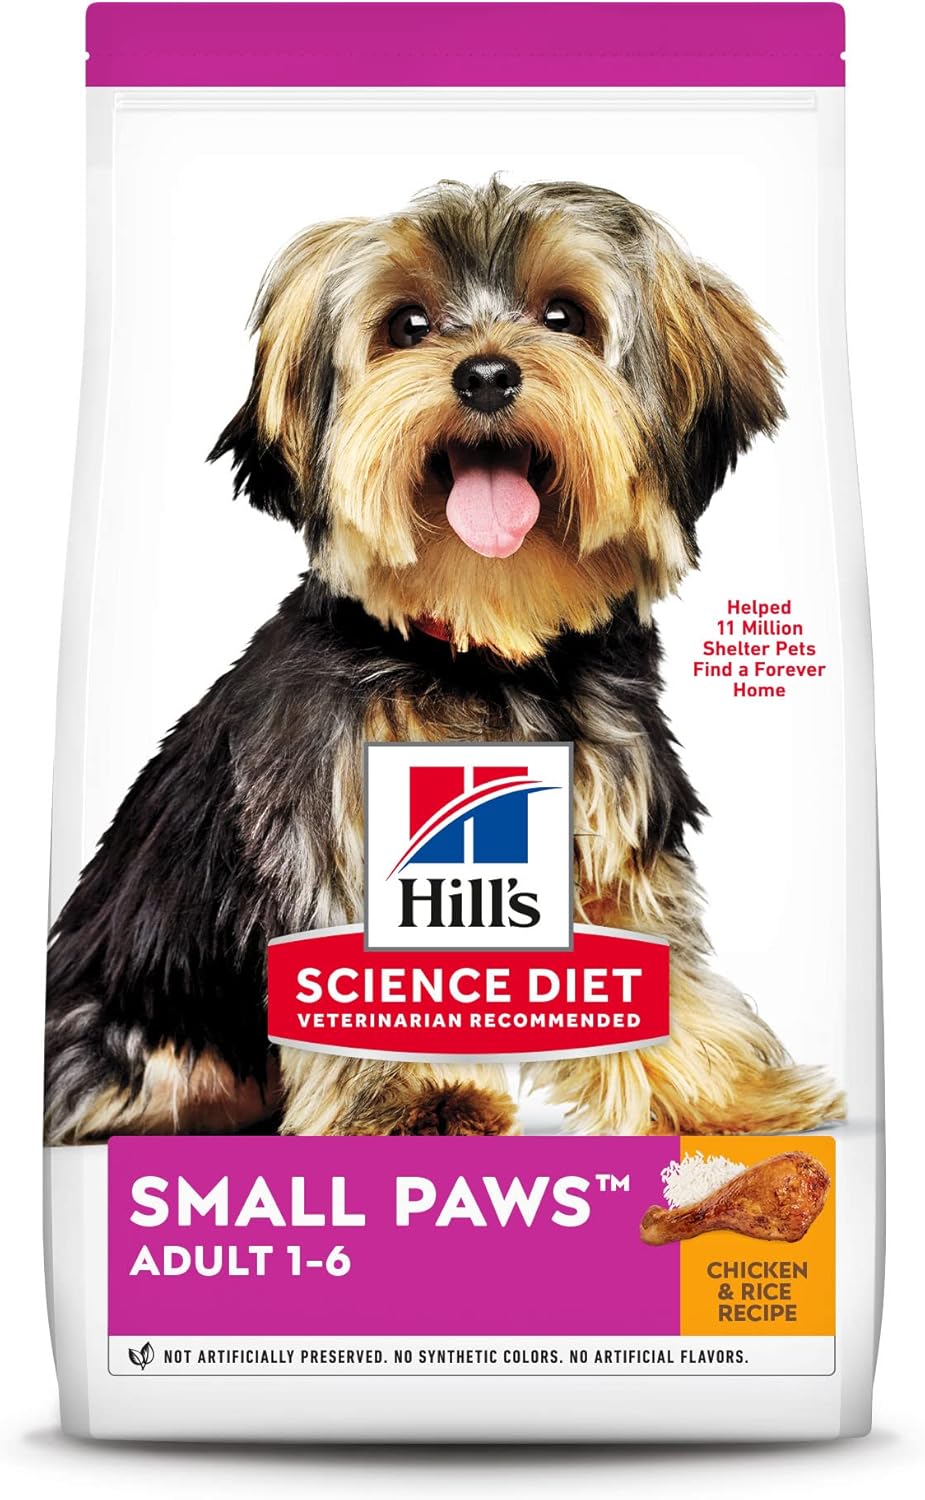 Helped
11 Million
Shelter Pets
Find a Forever
Home
Hill's
SCIENCE DIET
VETERINARIAN RECOMMENDED
SMALL PAWS™
ADULT 1-6
CHICKEN
& RICE
RECIPE
NOT ARTIFICIALLY PRESERVED. NO SYNTHETIC COLORS. NO ARTIFICIAL FLAVORS.